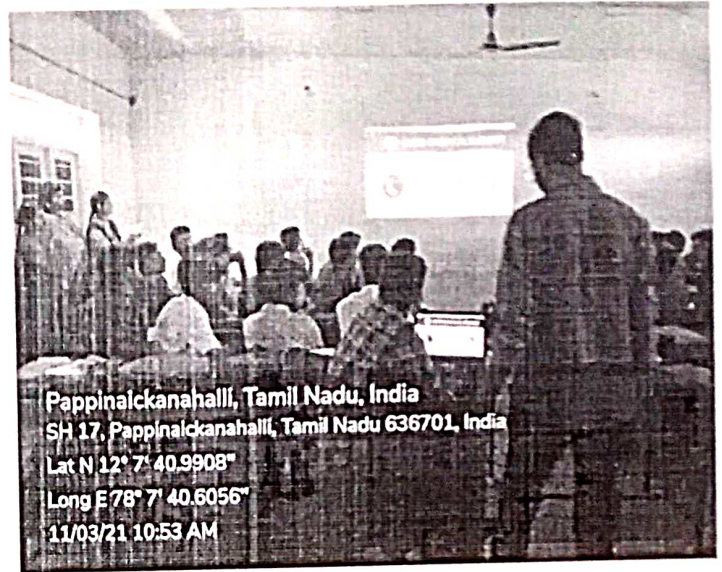 Pappinaickanahalli, Tamil Nadu, India
SH 17, Pappinaickanahalli, Tamil Nadu 636701, India
Lat N 12° 7' 40.9908"
Long E 78° 7' 40.6056"
11/03/21 10:53 AM